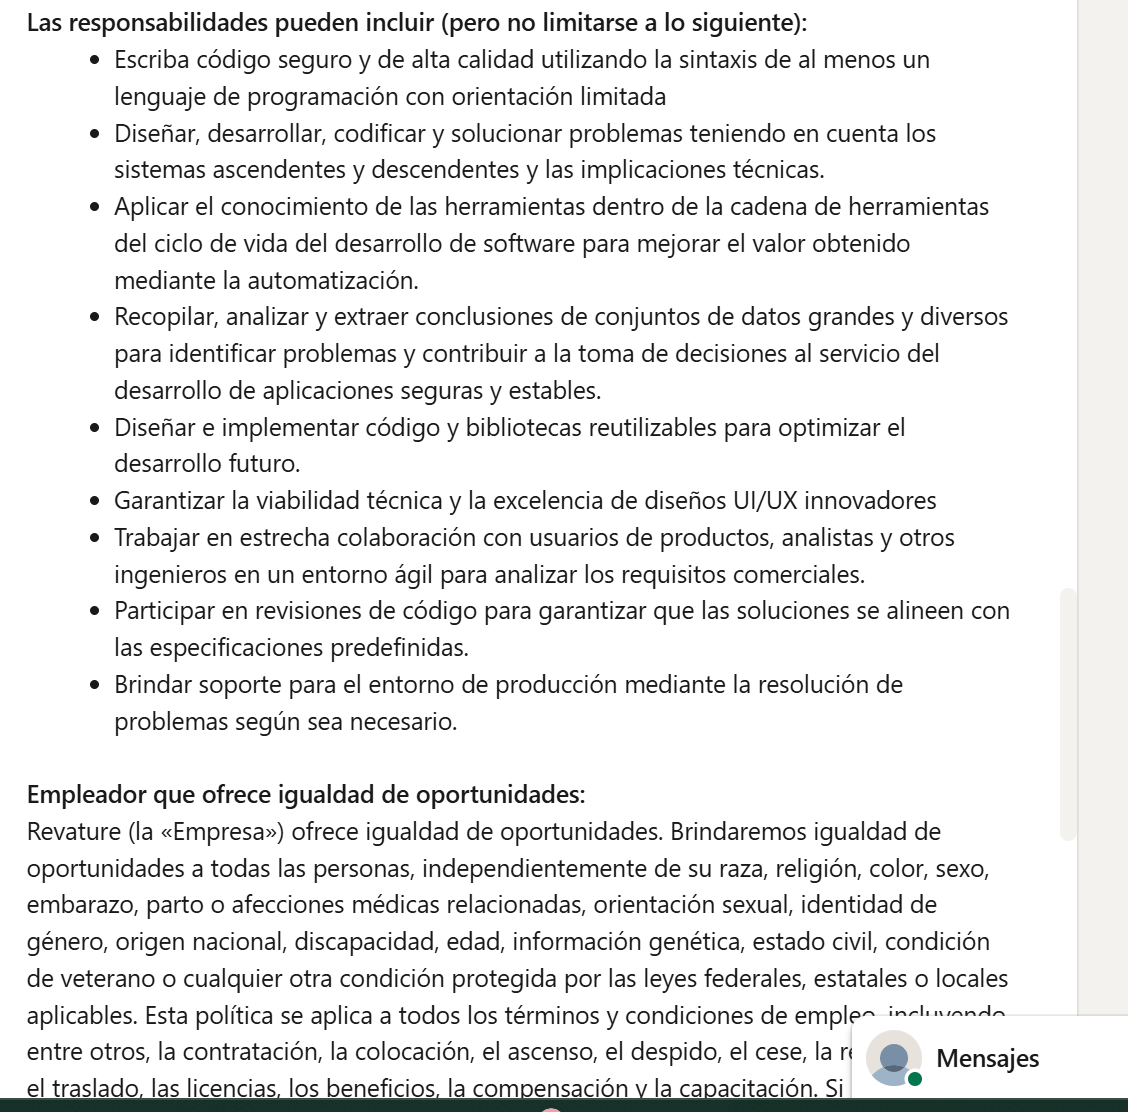 Las responsabilidades pueden incluir (pero no limitarse a lo siguiente):
• Escriba código seguro y de alta calidad utilizando la sintaxis de al menos un
lenguaje de programación con orientación limitada
• Diseñar, desarrollar, codificar y solucionar problemas teniendo en cuenta los
sistemas ascendentes y descendentes y las implicaciones técnicas.
• Aplicar el conocimiento de las herramientas dentro de la cadena de herramientas
del ciclo de vida del desarrollo de software para mejorar el valor obtenido
mediante la automatización.
• Recopilar, analizar y extraer conclusiones de conjuntos de datos grandes y diversos
para identificar problemas y contribuir a la toma de decisiones al servicio del
desarrollo de aplicaciones seguras y estables.
• Diseñar e implementar código y bibliotecas reutilizables para optimizar el
desarrollo futuro.
• Garantizar la viabilidad técnica y la excelencia de diseños UI/UX innovadores
• Trabajar en estrecha colaboración con usuarios de productos, analistas y otros
ingenieros en un entorno ágil para analizar los requisitos comerciales.
• Participar en revisiones de código para garantizar que las soluciones se alineen con
las especificaciones predefinidas.
• Brindar soporte para el entorno de producción mediante la resolución de
problemas según sea necesario.
Empleador que ofrece igualdad de oportunidades:
Revature (la «Empresa») ofrece igualdad de oportunidades. Brindaremos igualdad de
oportunidades a todas las personas, independientemente de su raza, religión, color, sexo,
embarazo, parto o afecciones médicas relacionadas, orientación sexual, identidad de
género, origen nacional, discapacidad, edad, información genética, estado civil, condición
de veterano o cualquier otra condición protegida por las leyes federales, estatales o locales
aplicables. Esta política se aplica a todos los términos y condiciones de empleo, incluyendo
entre otros, la contratación, la colocación, el ascenso, el despido, el cese, la
el traslado, las licencias, los beneficios, la compensación y la capacitación. Si
Mensajes